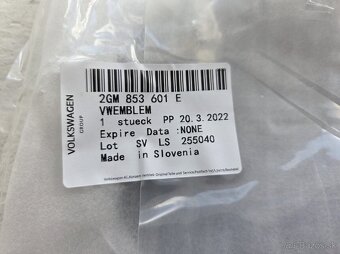 VOLKSWAGEN
GROUP
2GM 853 601 E
VWEMBLEM
1 stueck PP 20.3.2022
Expire Data :NONE
Lot SV LS 255040
Made in Slovenia